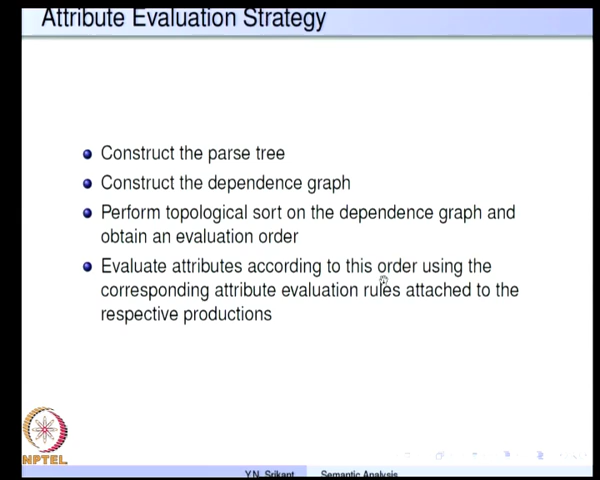 Attribute Evaluation Strategy
Construct the parse tree
Construct the dependence graph
Perform topological sort on the dependence graph and
obtain an evaluation order
Evaluate attributes according to this order using the
corresponding attribute evaluation rules attached to the
respective productions
NPTEL
Y.N. Srikant Semantic Analysis